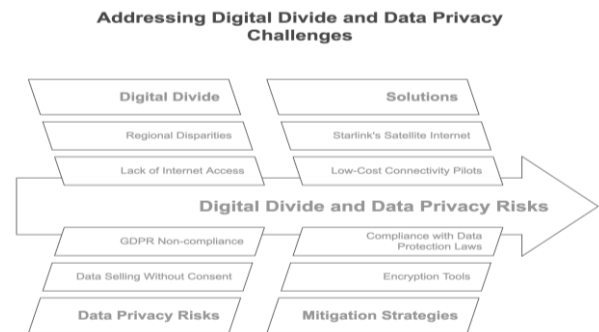 Addressing Digital Divide and Data Privacy
Challenges
Digital Divide
Solutions
Regional Disparities
Starlink's Satellite Internet
Lack of Internet Access
Low-Cost Connectivity Pilots
Digital Divide and Data Privacy Risks
GDPR Non-compliance
Compliance with Data
Protection Laws
Data Selling Without Consent
Encryption Tools
Data Privacy Risks
Mitigation Strategies